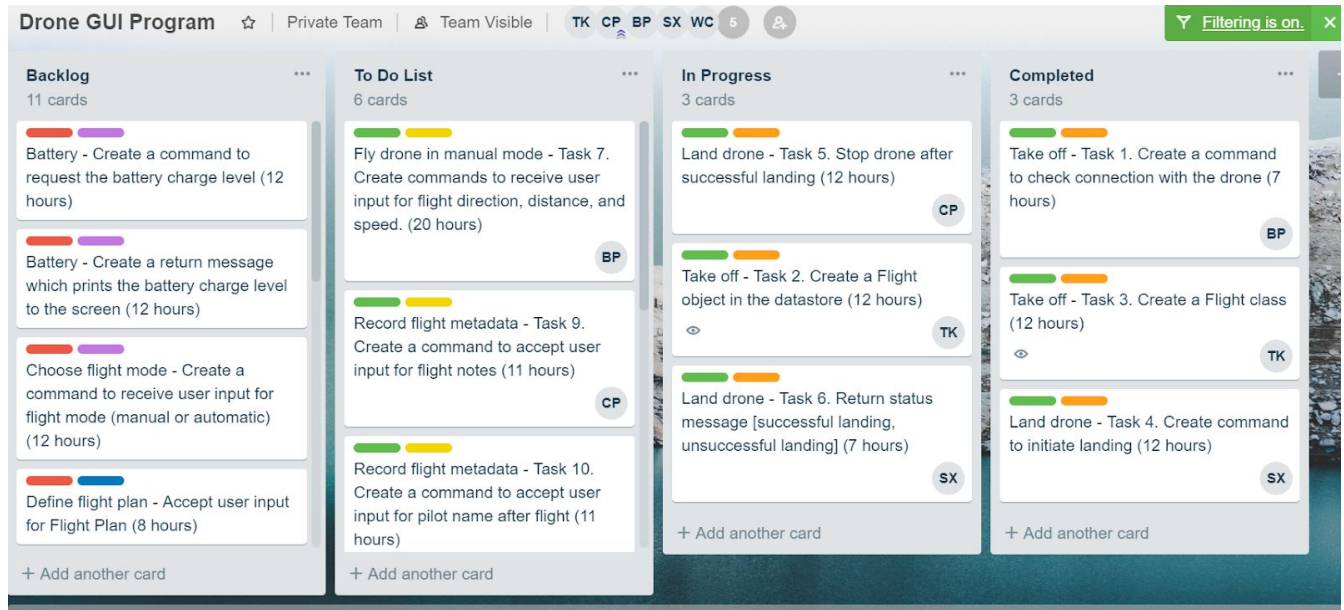 Drone GUI Program Private Team Team Visible TK CP BP SX WC 5 Filtering is on.
Backlog
11 cards
Battery - Create a command to
request the battery charge level (12
hours)
Battery - Create a return message
which prints the battery charge level
to the screen (12 hours)
Choose flight mode - Create a
command to receive user input for
flight mode (manual or automatic)
(12 hours)
Define flight plan - Accept user input
for Flight Plan (8 hours)
+ Add another card
To Do List
6 cards
Fly drone in manual mode - Task 7.
Create commands to receive user
input for flight direction, distance, and
speed. (20 hours)
BP
Record flight metadata - Task 9.
Create a command to accept user
input for flight notes (11 hours)
CP
Record flight metadata - Task 10.
Create a command to accept user
input for pilot name after flight (11
hours)
+ Add another card
In Progress
3 cards
Land drone - Task 5. Stop drone after
successful landing (12 hours)
CP
Take off - Task 2. Create a Flight
object in the datastore (12 hours)
TK
Land drone - Task 6. Return status
message [successful landing,
unsuccessful landing] (7 hours)
SX
+ Add another card
Completed
3 cards
Take off - Task 1. Create a command
to check connection with the drone (7
hours)
BP
Take off - Task 3. Create a Flight class
(12 hours)
TK
Land drone - Task 4. Create command
to initiate landing (12 hours)
SX
+ Add another card